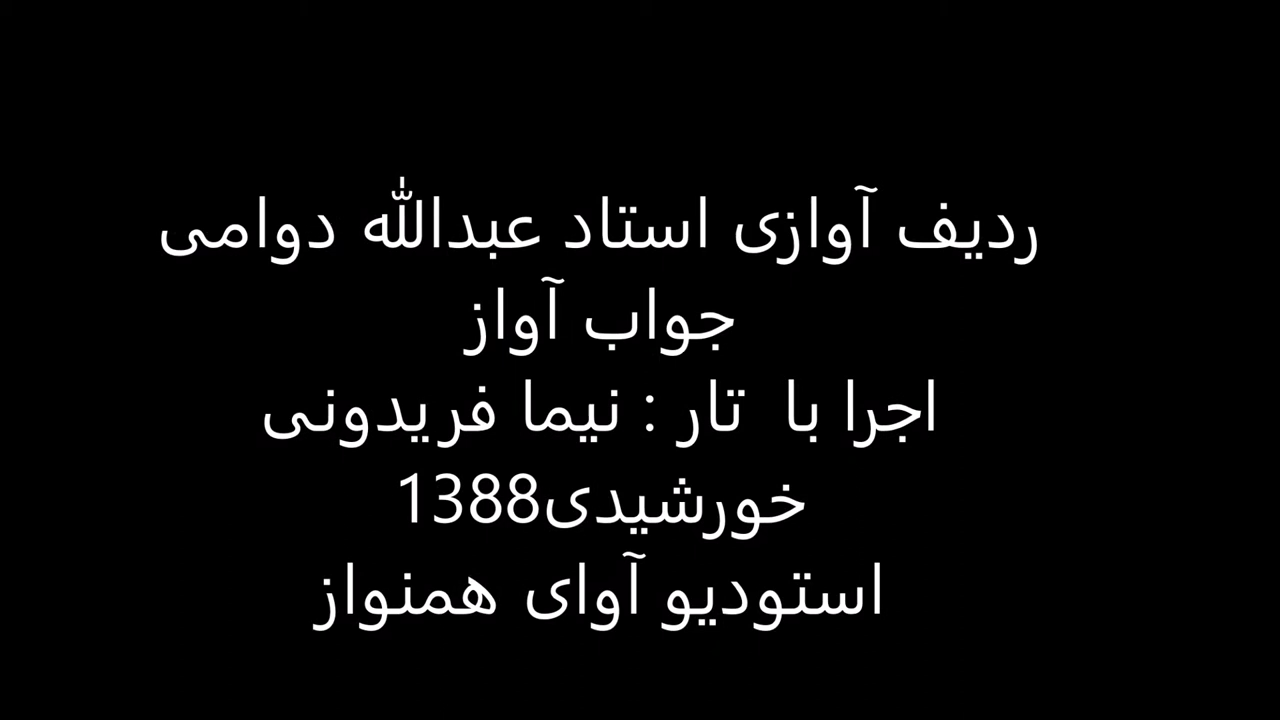 ردیف آوازی استاد عبدالله دوامی
جواب آواز
اجرا با تار : نیما فریدونی
خورشیدی1388
استودیو آوای همنواز